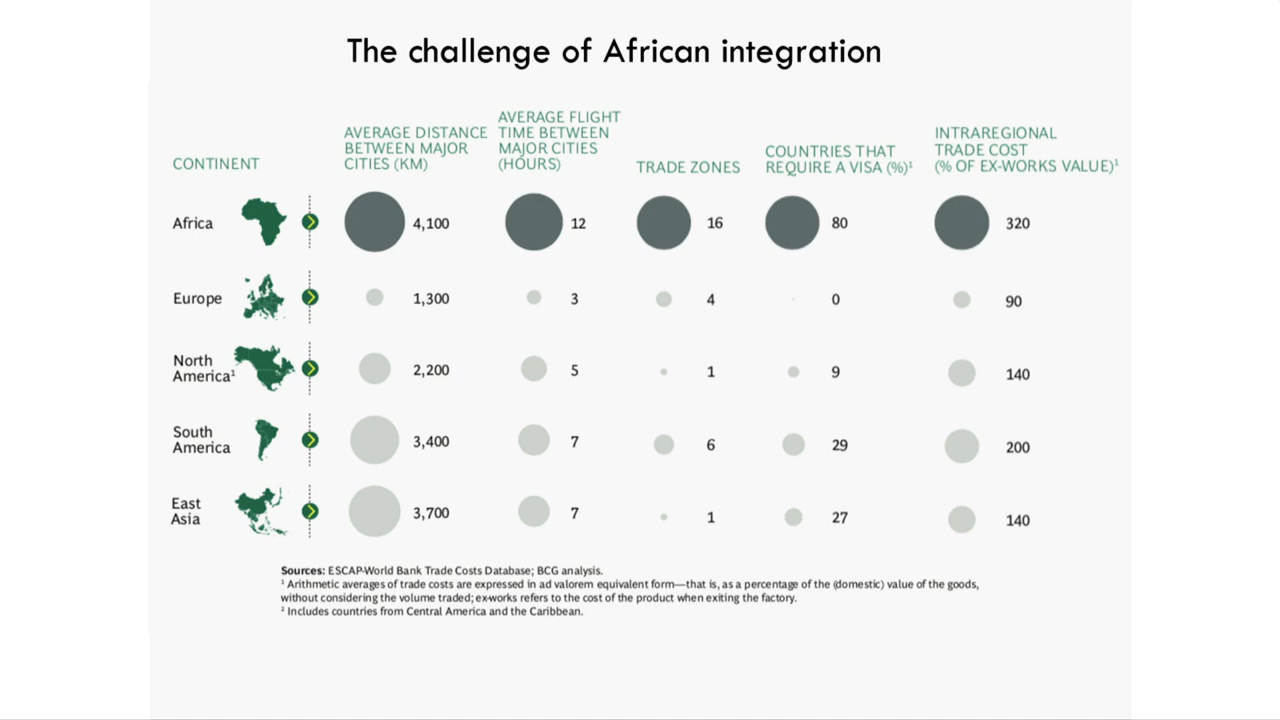 The challenge of African integration
CONTINENT
AVERAGE DISTANCE
BETWEEN MAJOR
CITIES (KM)
AVERAGE FLIGHT
TIME BETWEEN
MAJOR CITIES
(HOURS)
TRADE ZONES
COUNTRIES THAT
REQUIRE A VISA (%)¹
INTRAREGIONAL
TRADE COST
(% OF EX-WORKS VALUE)¹
Africa 4,100 12 16 80 320
Europe 1,300 3 4 0 90
North
America¹ 2,200 5 1 9 140
South
America 3,400 7 6 29 200
East
Asia 3,700 7 1 27 140
Sources: ESCAP-World Bank Trade Costs Database; BCG analysis.
¹ Arithmetic averages of trade costs are expressed in ad valorem equivalent form—that is, as a percentage of the (domestic) value of the goods,
without considering the volume traded; ex-works refers to the cost of the product when exiting the factory.
² Includes countries from Central America and the Caribbean.